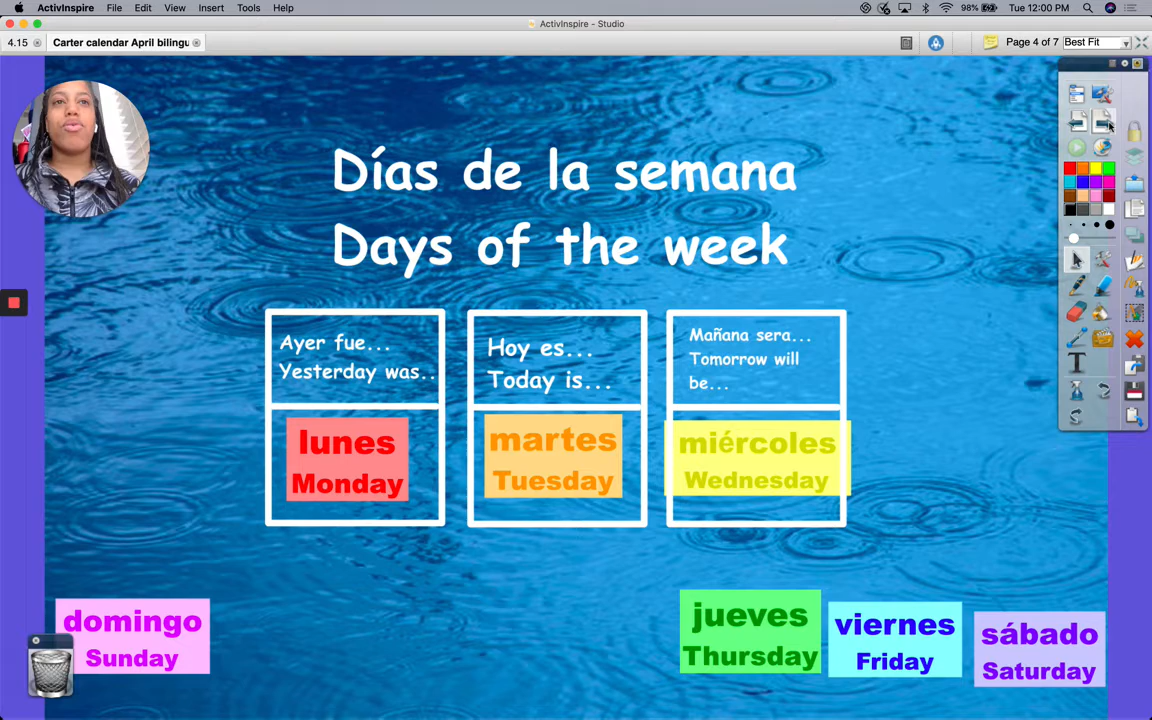 ActivInspire File Edit View Insert Tools Help 98% Tue 12:00 PM
ActivInspire - Studio
4.15 Carter calendar April bilingu Page 4 of 7 Best Fit
Días de la semana
Days of the week
Ayer fue...
Yesterday was...
Hoy es...
Today is...
Mañana sera...
Tomorrow will
be...
lunes
Monday
martes
Tuesday
miércoles
Wednesday
domingo
Sunday
jueves
Thursday
viernes
Friday
sábado
Saturday
T